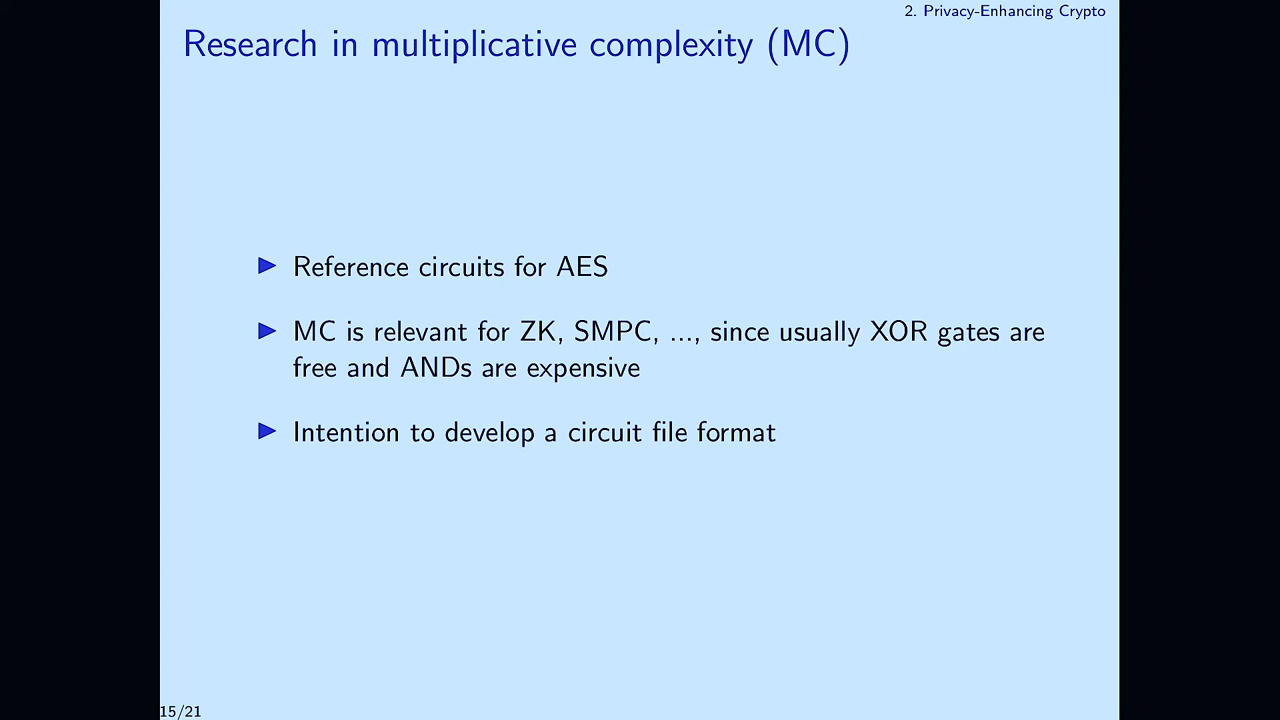 2. Privacy-Enhancing Crypto
Research in multiplicative complexity (MC)
Reference circuits for AES
MC is relevant for ZK, SMPC, ..., since usually XOR gates are
free and ANDs are expensive
Intention to develop a circuit file format
15/21